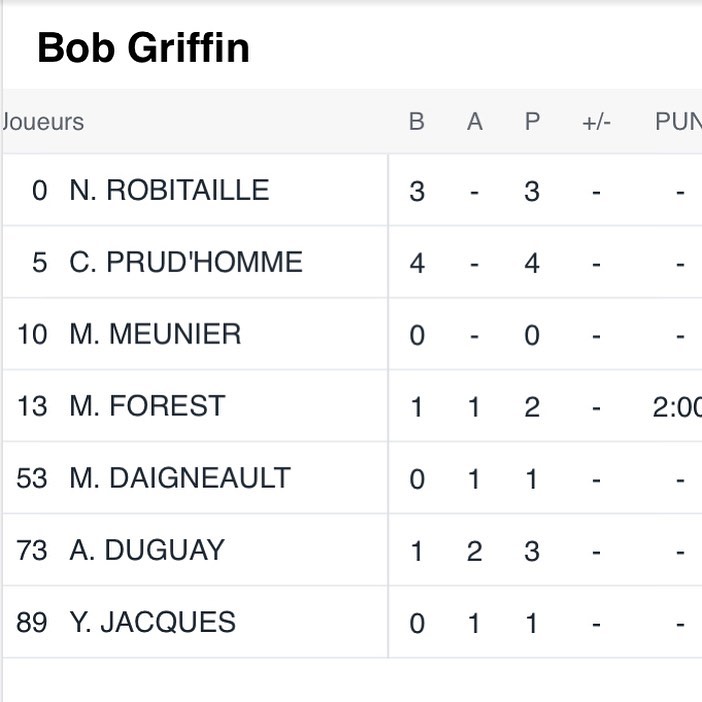 Bob Griffin
Joueurs B A P +/- PUN
0 N. ROBITAILLE 3 - 3 - -
5 C. PRUD'HOMME 4 - 4 - -
10 M. MEUNIER 0 - 0 - -
13 M. FOREST 1 1 2 - 2:00
53 M. DAIGNEAULT 0 1 1 - -
73 A. DUGUAY 1 2 3 - -
89 Y. JACQUES 0 1 1 - -